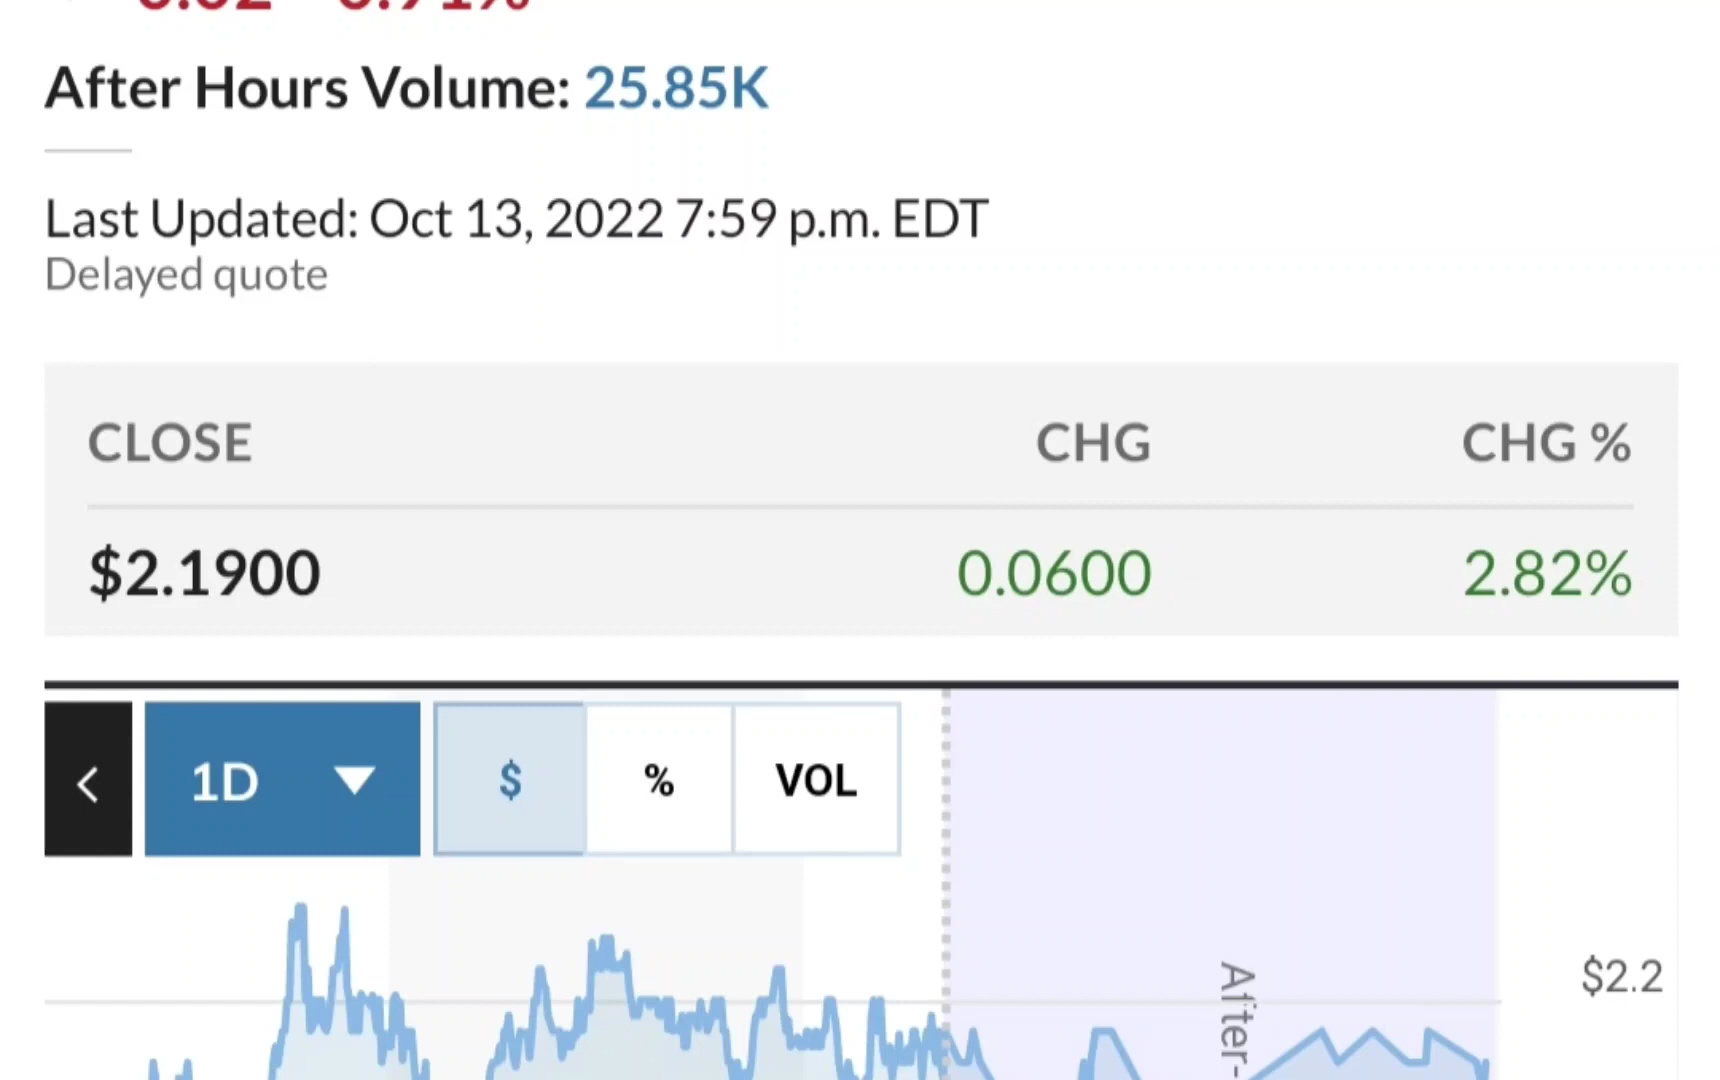 After Hours Volume: 25.85K
Last Updated: Oct 13, 2022 7:59 p.m. EDT
Delayed quote
CLOSE CHG CHG %
$2.1900 0.0600 2.82%
1D $ % VOL
$2.2
After-